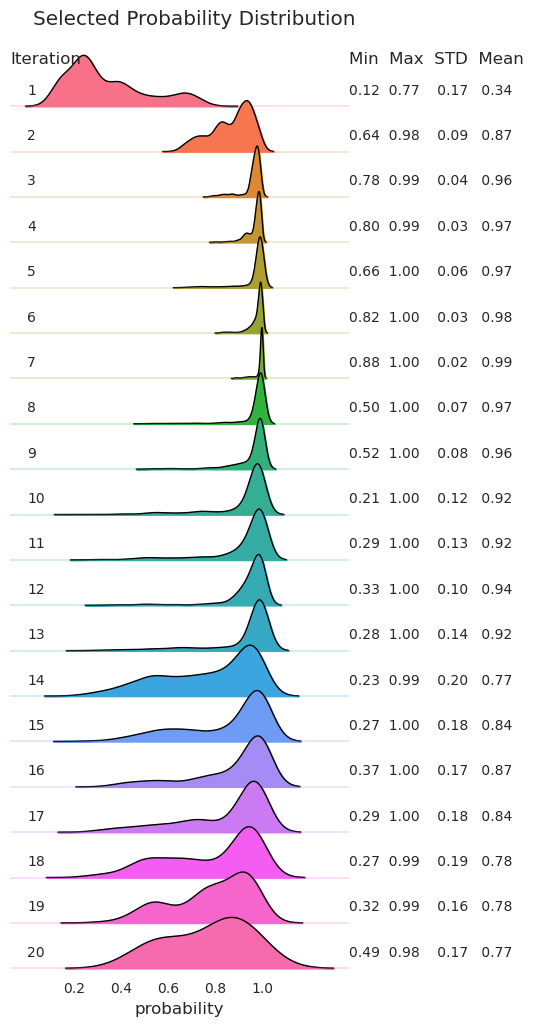 Selected Probability Distribution
Iteration Min Max STD Mean
1 0.12 0.77 0.17 0.34
2 0.64 0.98 0.09 0.87
3 0.78 0.99 0.04 0.96
4 0.80 0.99 0.03 0.97
5 0.66 1.00 0.06 0.97
6 0.82 1.00 0.03 0.98
7 0.88 1.00 0.02 0.99
8 0.50 1.00 0.07 0.97
9 0.52 1.00 0.08 0.96
10 0.21 1.00 0.12 0.92
11 0.29 1.00 0.13 0.92
12 0.33 1.00 0.10 0.94
13 0.28 1.00 0.14 0.92
14 0.23 0.99 0.20 0.77
15 0.27 1.00 0.18 0.84
16 0.37 1.00 0.17 0.87
17 0.29 1.00 0.18 0.84
18 0.27 0.99 0.19 0.78
19 0.32 0.99 0.16 0.78
20 0.49 0.98 0.17 0.77
0.2 0.4 0.6 0.8 1.0
probability